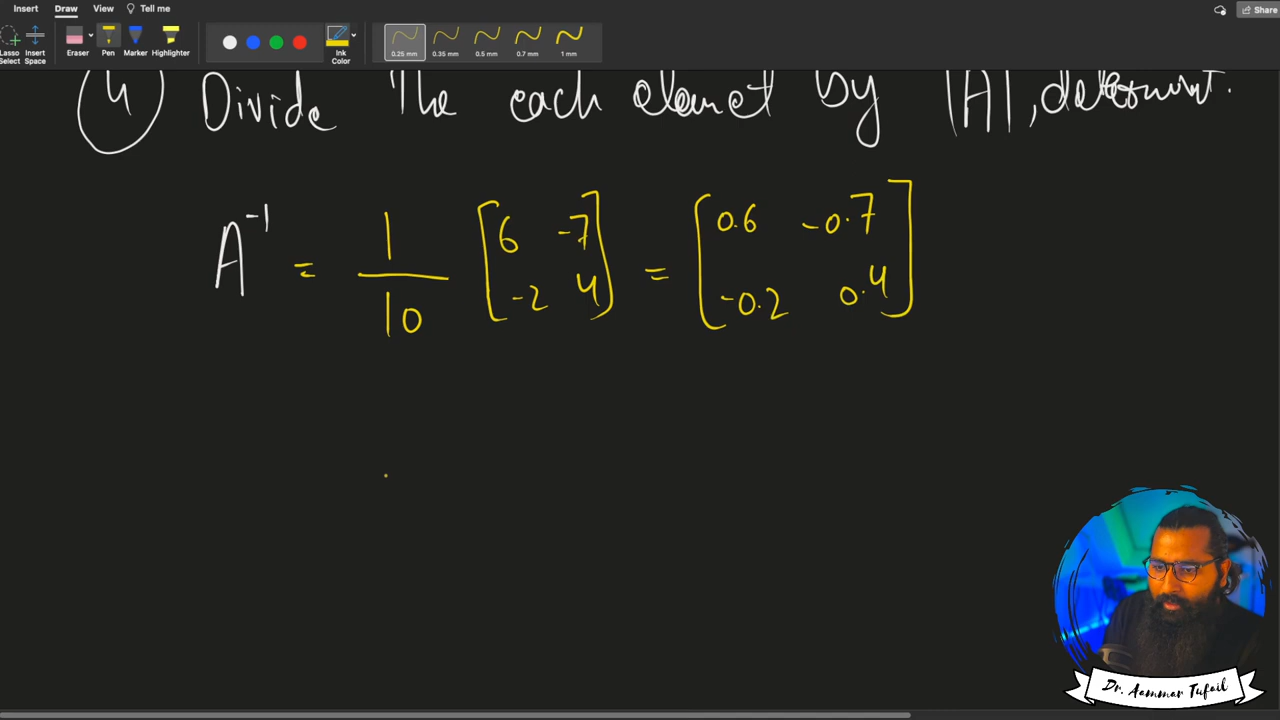 Insert Draw View Tell me Share
Lasso Select Insert Space Eraser Pen Marker Highlighter Ink Color 0.25 mm 0.35 mm 0.5 mm 0.7 mm 1 mm
4 Divide The each elemet by |A|, determint.
A⁻¹ = 1/10 [6 -7; -2 4] = [0.6 -0.7; -0.2 0.4]
Dr. Aammar Tufail